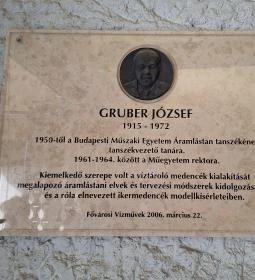 GRUBER JÓZSEF
1915 - 1972
1950-től a Budapesti Műszaki Egyetem Áramlástan tanszékéne
tanszékvezető tanára.
1961-1964. között a Műegyetem rektora.
Kiemelkedő szerepe volt a víztároló medencék kialakítását
megalapozó áramlástani elvek és tervezési módszerek kidolgozás
és a róla elnevezett ikermedencék modellkísérleteiben.
Fővárosi Vízművek 2006. március 22.